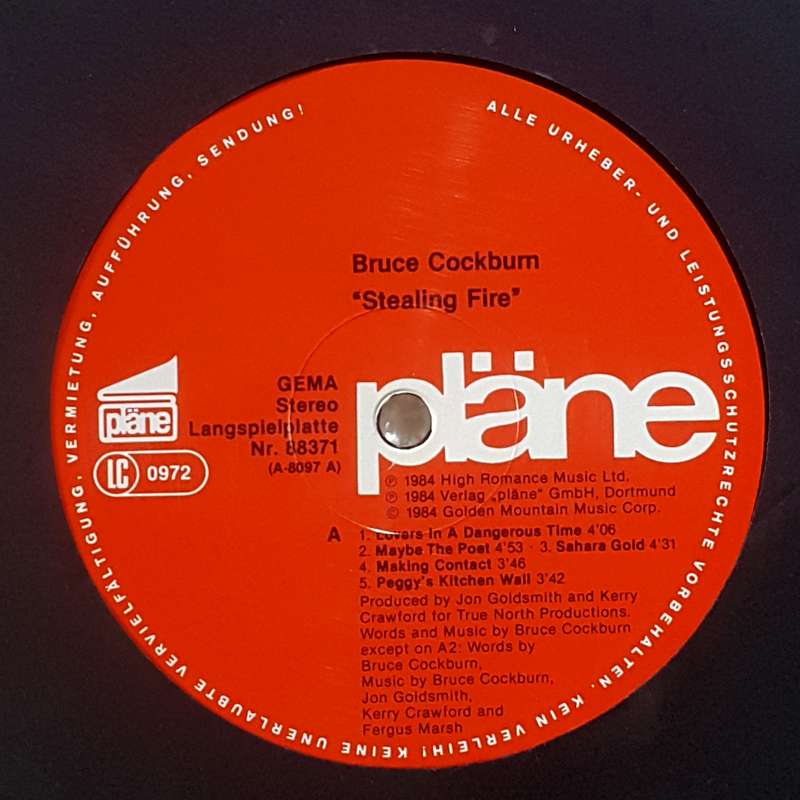 ALLE URHEBER- UND LEISTUNGSSCHUTZRECHTE VORBEHALTEN. KEIN VERLEIH! KEINE UNERLAUBTE VERVIELFÄLTIGUNG, VERMIETUNG, AUFFÜHRUNG, SENDUNG!
Bruce Cockburn
"Stealing Fire"
pläne
GEMA
Stereo
Langspielplatte
Nr. 88371
(A-8097 A)
pläne
LC 0972
℗ 1984 High Romance Music Ltd.
℗ 1984 Verlag „pläne“ GmbH, Dortmund
© 1984 Golden Mountain Music Corp.
A 1. Lovers In A Dangerous Time 4'06
2. Maybe The Poet 4'53 · 3. Sahara Gold 4'31
4. Making Contact 3'46
5. Peggy's Kitchen Wall 3'42
Produced by Jon Goldsmith and Kerry
Crawford for True North Productions.
Words and Music by Bruce Cockburn
except on A2: Words by
Bruce Cockburn,
Music by Bruce Cockburn,
Jon Goldsmith,
Kerry Crawford and
Fergus Marsh